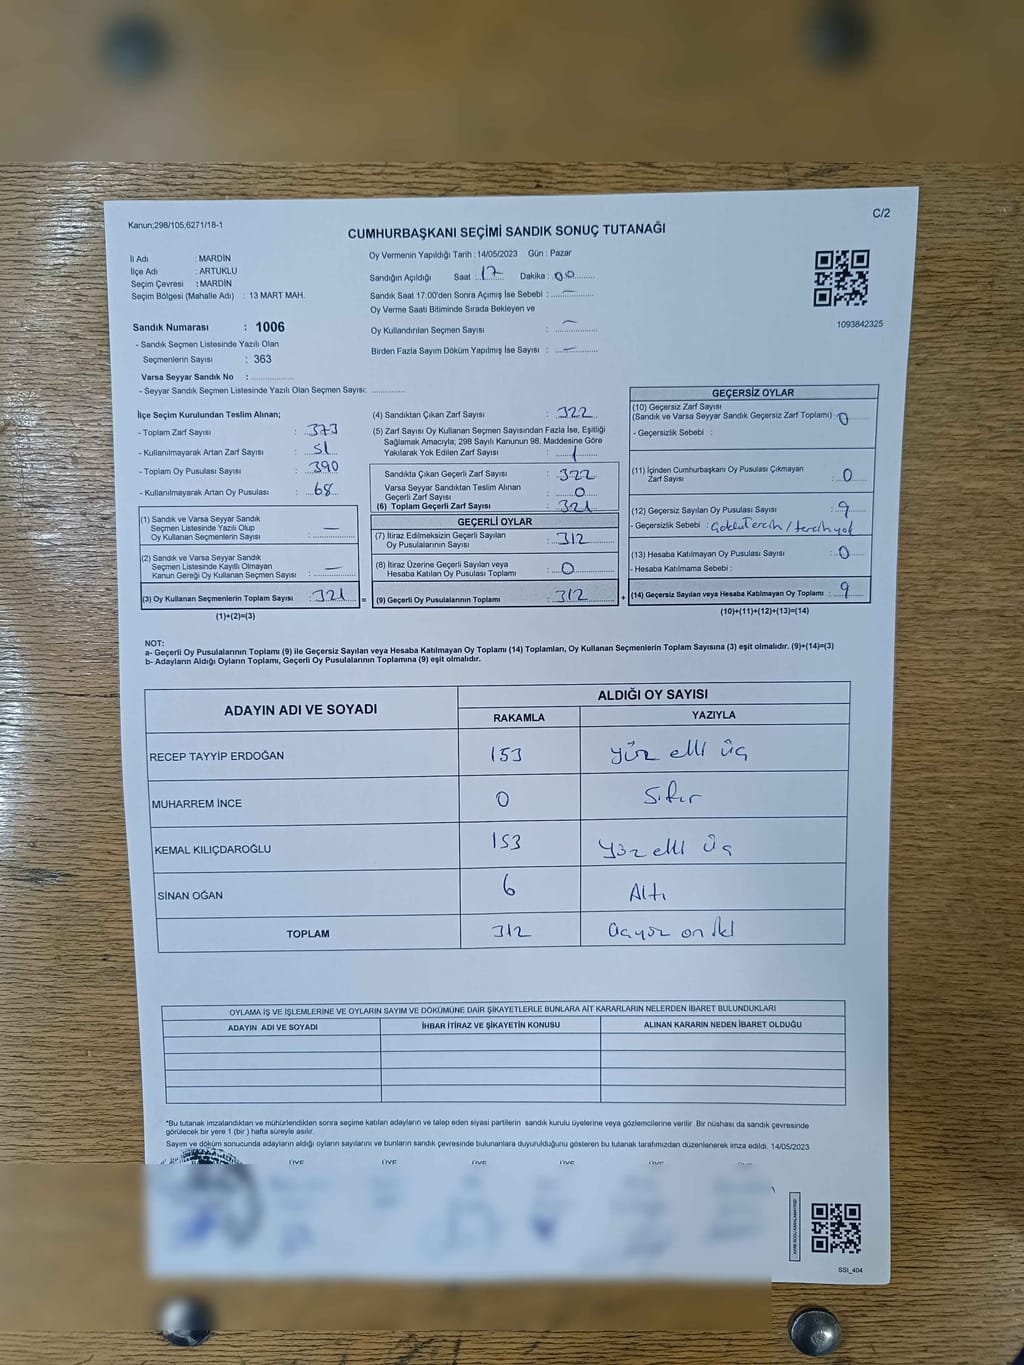 Kanun;298/105,6271/18-1
C/2
CUMHURBAŞKANI SEÇİMİ SANDIK SONUÇ TUTANAĞI
İl Adı : MARDİN
İlçe Adı : ARTUKLU
Seçim Çevresi : MARDİN
Seçim Bölgesi (Mahalle Adı) : 13 MART MAH.
Oy Vermenin Yapıldığı Tarih : 14/05/2023 Gün : Pazar
Sandığın Açıldığı Saat 17 Dakika : 00
Sandık Saat 17.00'den Sonra Açımış İse Sebebi : —
Oy Verme Saati Bitiminde Sırada Bekleyen ve
Oy Kullandırılan Seçmen Sayısı : —
Birden Fazla Sayım Döküm Yapılmış İse Sayısı : —
1093842325
Sandık Numarası : 1006
- Sandık Seçmen Listesinde Yazılı Olan
Seçmenlerin Sayısı : 363
Varsa Seyyar Sandık No :
- Seyyar Sandık Seçmen Listesinde Yazılı Olan Seçmen Sayısı:
İlçe Seçim Kurulundan Teslim Alınan;
- Toplam Zarf Sayısı : 373
- Kullanılmayarak Artan Zarf Sayısı : 51
- Toplam Oy Pusulası Sayısı : 390
- Kullanılmayarak Artan Oy Pusulası : 68
(1) Sandık ve Varsa Seyyar Sandık
Seçmen Listesinde Yazılı Olup
Oy Kullanan Seçmenlerin Sayısı : —
(2) Sandık ve Varsa Seyyar Sandık
Seçmen Listesinde Kayıtlı Olmayan
Kanun Gereği Oy Kullanan Seçmen Sayısı : —
(3) Oy Kullanan Seçmenlerin Toplam Sayısı : 321 =
(1)+(2)=(3)
(4) Sandıktan Çıkan Zarf Sayısı : 322
(5) Zarf Sayısı Oy Kullanan Seçmen Sayısından Fazla İse, Eşitliği
Sağlamak Amacıyla; 298 Sayılı Kanunun 98. Maddesine Göre
Yakılarak Yok Edilen Zarf Sayısı : 1
Sandıkta Çıkan Geçerli Zarf Sayısı : 322
Varsa Seyyar Sandıktan Teslim Alınan
Geçerli Zarf Sayısı : 0
(6) Toplam Geçerli Zarf Sayısı : 321
GEÇERLİ OYLAR
(7) İtiraz Edilmeksizin Geçerli Sayılan
Oy Pusulalarının Sayısı : 312
(8) İtiraz Üzerine Geçerli Sayılan veya
Hesaba Katılan Oy Pusulası Toplamı : 0
(9) Geçerli Oy Pusulalarının Toplamı : 312 +
GEÇERSİZ OYLAR
(10) Geçersiz Zarf Sayısı
(Sandık ve Varsa Seyyar Sandık Geçersiz Zarf Toplamı) : 0
- Geçersizlik Sebebi :
(11) İçinden Cumhurbaşkanı Oy Pusulası Çıkmayan
Zarf Sayısı : 0
(12) Geçersiz Sayılan Oy Pusulası Sayısı : 9
- Geçersizlik Sebebi : Çoklu Tercih / tercih yok
(13) Hesaba Katılmayan Oy Pusulası Sayısı : 0
- Hesaba Katılmama Sebebi :
(14) Geçersiz Sayılan veya Hesaba Katılmayan Oy Toplamı : 9
(10)+(11)+(12)+(13)=(14)
NOT:
a- Geçerli Oy Pusulalarının Toplamı (9) ile Geçersiz Sayılan veya Hesaba Katılmayan Oy Toplamı (14) Toplamları, Oy Kullanan Seçmenlerin Toplam Sayısına (3) eşit olmalıdır. (9)+(14)=(3)
b- Adayların Aldığı Oyların Toplamı, Geçerli Oy Pusulalarının Toplamına (9) eşit olmalıdır.
ADAYIN ADI VE SOYADI
ALDIĞI OY SAYISI
RAKAMLA YAZIYLA
RECEP TAYYİP ERDOĞAN 153 Yüz elli üç
MUHARREM İNCE 0 Sıfır
KEMAL KILIÇDAROĞLU 153 Yüz elli üç
SİNAN OĞAN 6 Altı
TOPLAM 312 üçyüz on iki
OYLAMA İŞ VE İŞLEMLERİNE VE OYLARIN SAYIM VE DÖKÜMÜNE DAİR ŞİKAYETLERLE BUNLARA AİT KARARLARIN NELERDEN İBARET BULUNDUKLARI
ADAYIN ADI VE SOYADI İHBAR İTİRAZ VE ŞİKAYETİN KONUSU ALINAN KARARIN NEDEN İBARET OLDUĞU
*Bu tutanak imzalandıktan ve mühürlendikten sonra seçime katılan adayların ve talep eden siyasi partilerin sandık kurulu üyelerine veya gözlemcilerine verilir. Bir nüshası da sandık çevresinde
görülecek bir yere 1 (bir) hafta süreyle asılır.
Sayım ve döküm sonucunda adayların aldığı oyların sayılarını ve bunların sandık çevresinde bulunanlara duyurulduğunu gösteren bu tutanak tarafımızdan düzenlenerek imza edildi. 14/05/2023
ÜYE ÜYE ÜYE ÜYE ÜYE
SSI_404